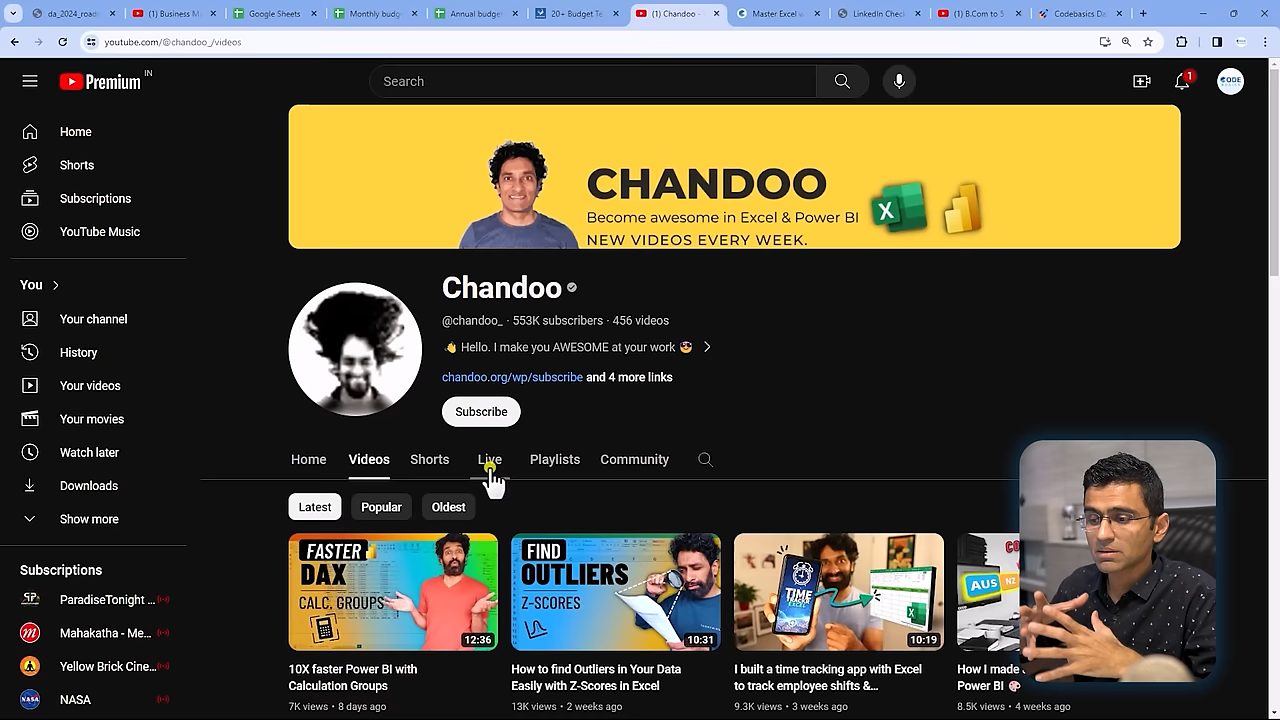 da_2024_road
(1) Business M
Google Sheets
Monthly budg
Annual budge
20+ Budget Te
(1) Chandoo -
Master Excel w
LinkedIn Check
(1) B.Com to S
Codebasics Da
youtube.com/@chandoo_/videos
Premium IN
Search
1
CODE
Home
Shorts
Subscriptions
YouTube Music
You
Your channel
History
Your videos
Your movies
Watch later
Downloads
Show more
Subscriptions
ParadiseTonight ...
Mahakatha - Me...
Yellow Brick Cine...
NASA
CHANDOO
Become awesome in Excel & Power BI
NEW VIDEOS EVERY WEEK.
X
Chandoo
@chandoo_ · 553K subscribers · 456 videos
👋 Hello. I make you AWESOME at your work 😎
chandoo.org/wp/subscribe and 4 more links
Subscribe
Home Videos Shorts Live Playlists Community
Latest Popular Oldest
FASTER
DAX
CALC. GROUPS
12:36
10X faster Power BI with
Calculation Groups
7K views · 8 days ago
FIND
OUTLIERS
Z-SCORES
10:31
How to find Outliers in Your Data
Easily with Z-Scores in Excel
13K views · 2 weeks ago
TIME
10:19
I built a time tracking app with Excel
to track employee shifts &...
9.3K views · 3 weeks ago
AUS NZ
How I made
Power BI 🎨
8.5K views · 4 weeks ago